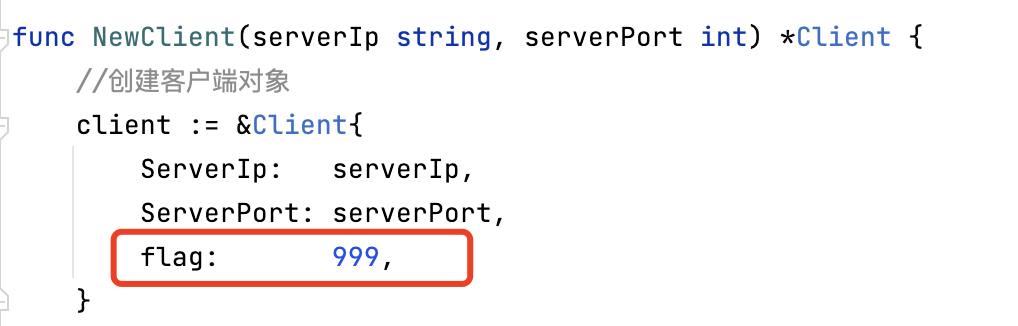 func NewClient(serverIp string, serverPort int) *Client {
//创建客户端对象
client := &Client{
ServerIp:   serverIp,
ServerPort: serverPort,
flag:       999,
}